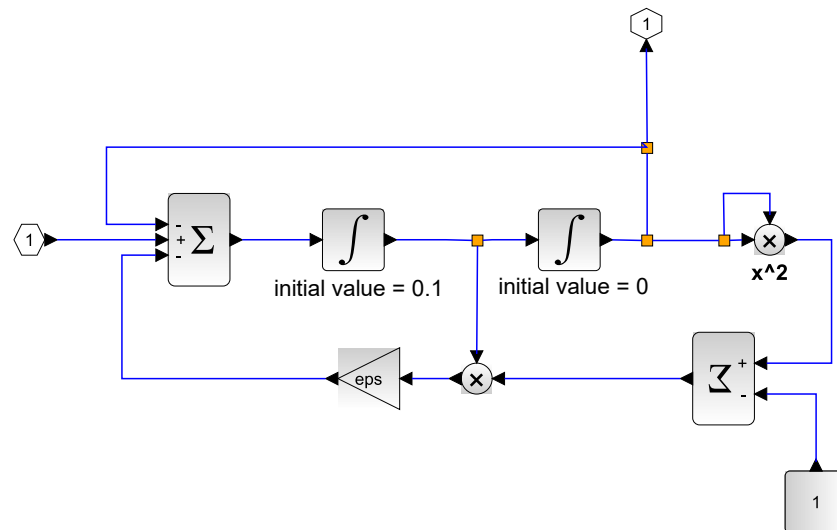 1
-
+
-
Σ
∫
∫
1
×
initial value = 0.1
initial value = 0
x^2
eps
×
Σ
+
-
1